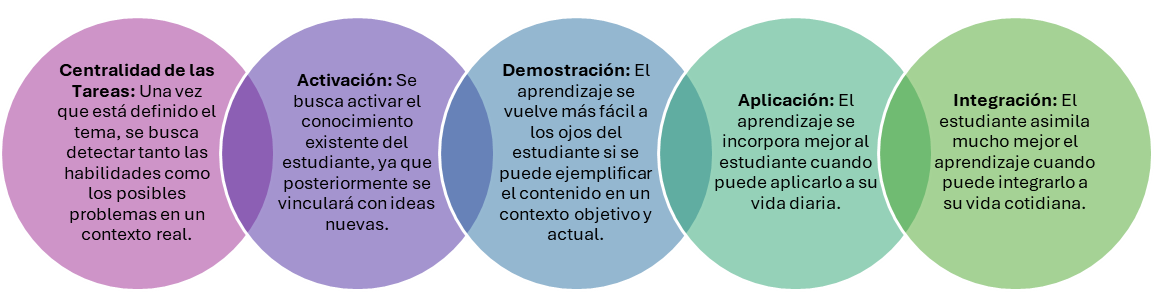 Centralidad de las
Tareas: Una vez
que está definido el
tema, se busca
detectar tanto las
habilidades como
los posibles
problemas en un
contexto real.
Activación: Se
busca activar el
conocimiento
existente del
estudiante, ya que
posteriormente se
vinculará con ideas
nuevas.
Demostración: El
aprendizaje se
vuelve más fácil a
los ojos del
estudiante si se
puede ejemplificar
el contenido en un
contexto objetivo y
actual.
Aplicación: El
aprendizaje se
incorpora mejor al
estudiante cuando
puede aplicarlo a su
vida diaria.
Integración: El
estudiante asimila
mucho mejor el
aprendizaje cuando
puede integrarlo a
su vida cotidiana.